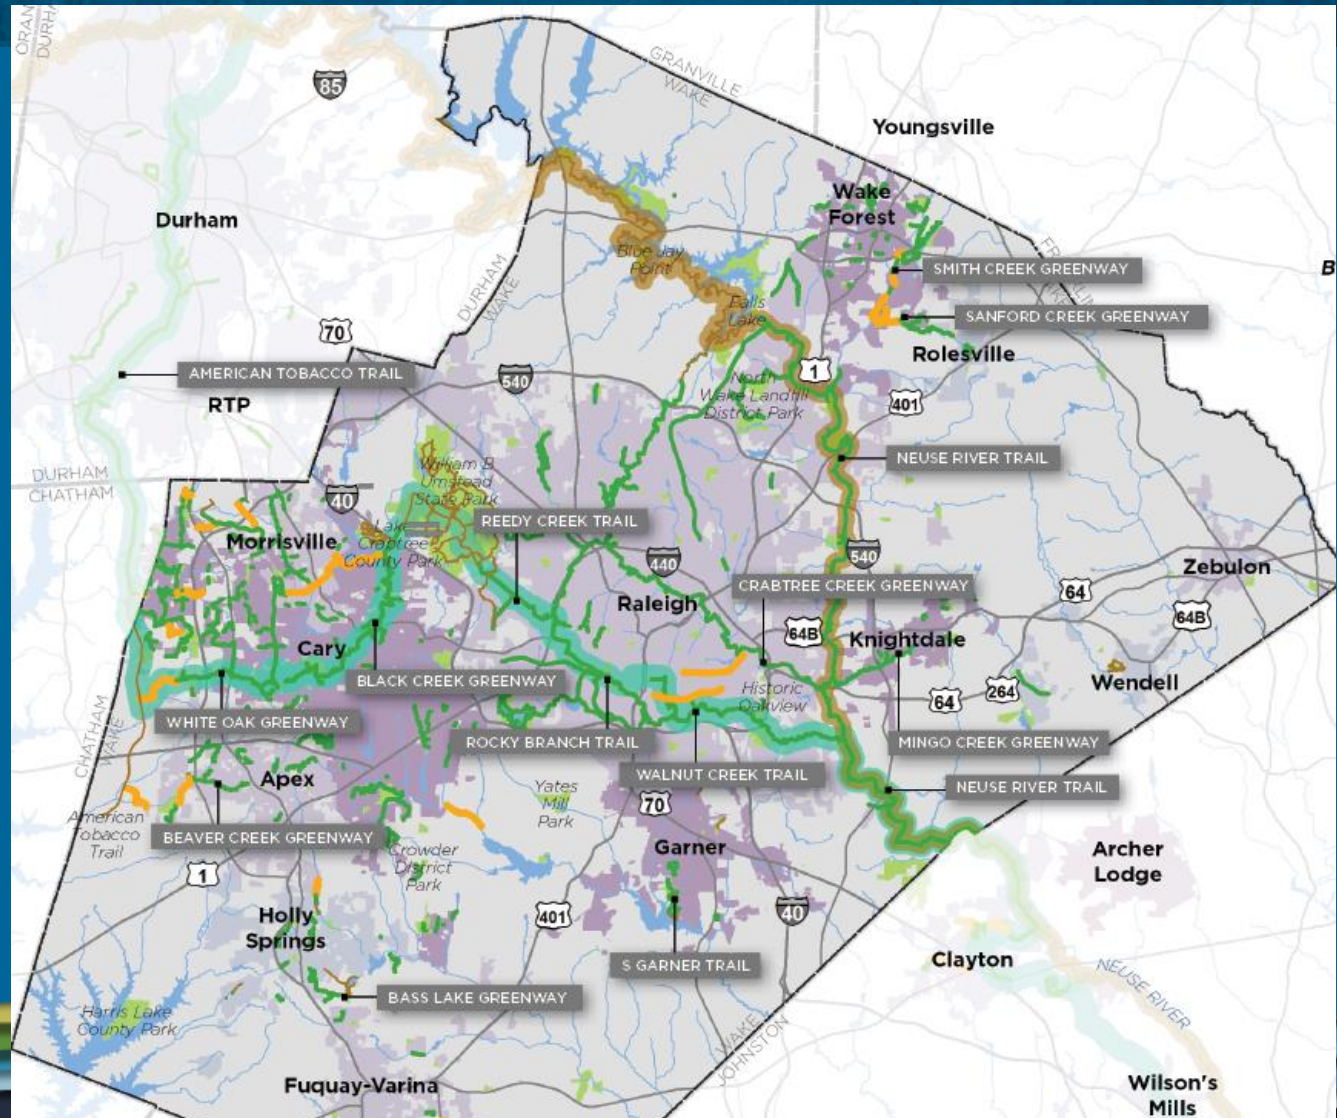 ORAN
DURHA
85
GRANVILLE
WAKE
Youngsville
Wake
Forest
Durham
Blue Jay
Point
DURHAM
WAKE
SMITH CREEK GREENWAY
B
Falls
Lake
SANFORD CREEK GREENWAY
70
Rolesville
AMERICAN TOBACCO TRAIL
1
540
North
Wake Landfill
District Park
401
RTP
NEUSE RIVER TRAIL
DURHAM
CHATHAM
William B
Umstead
State Park
40
REEDY CREEK TRAIL
Lake
Crabtree
County Park
Morrisville
440
540
Zebulon
CRABTREE CREEK GREENWAY
64
Raleigh
64B
64B
Knightdale
Cary
BLACK CREEK GREENWAY
Historic
Oakview
Wendell
264
64
WHITE OAK GREENWAY
CHATHAM
WAKE
ROCKY BRANCH TRAIL
MINGO CREEK GREENWAY
WALNUT CREEK TRAIL
Apex
Yates
Mill
Park
70
NEUSE RIVER TRAIL
American
Tobacco
Trail
BEAVER CREEK GREENWAY
Crowder
District
Park
Garner
Archer
Lodge
1
Holly
Springs
401
40
S GARNER TRAIL
Clayton
NEUSE RIVER
BASS LAKE GREENWAY
Harris Lake
County Park
WAKE
JOHNSTON
Fuquay-Varina
Wilson's
Mills